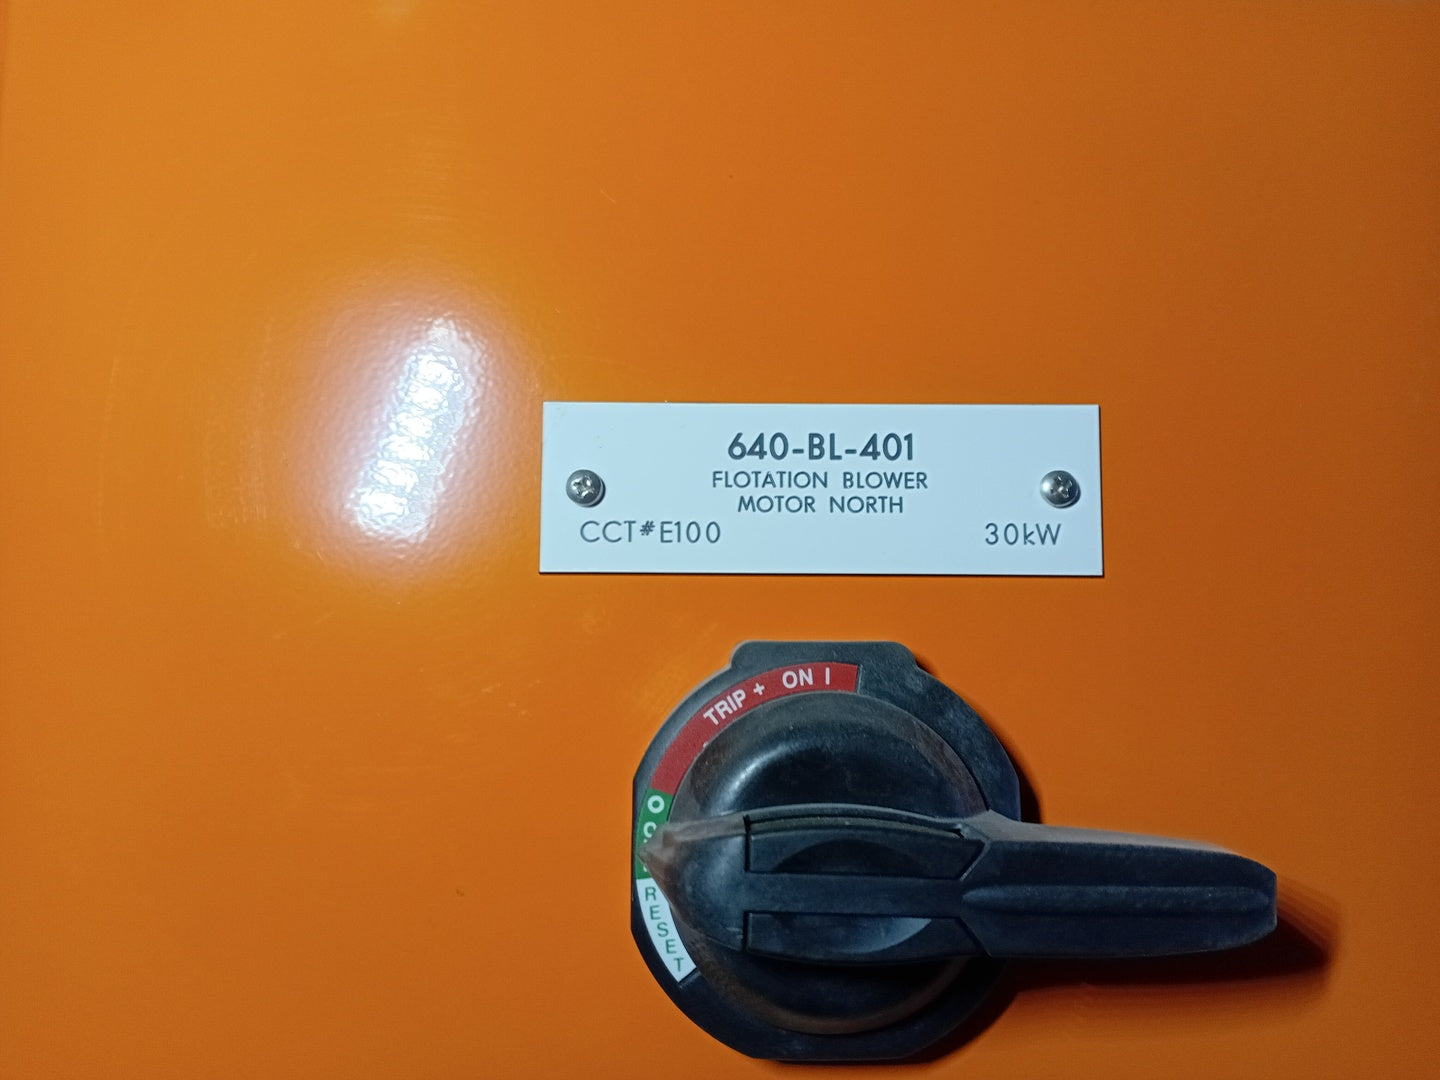 640-BL-401
FLOTATION BLOWER
MOTOR NORTH
CCT#E100 30kW
TRIP + ON I
O
RESET